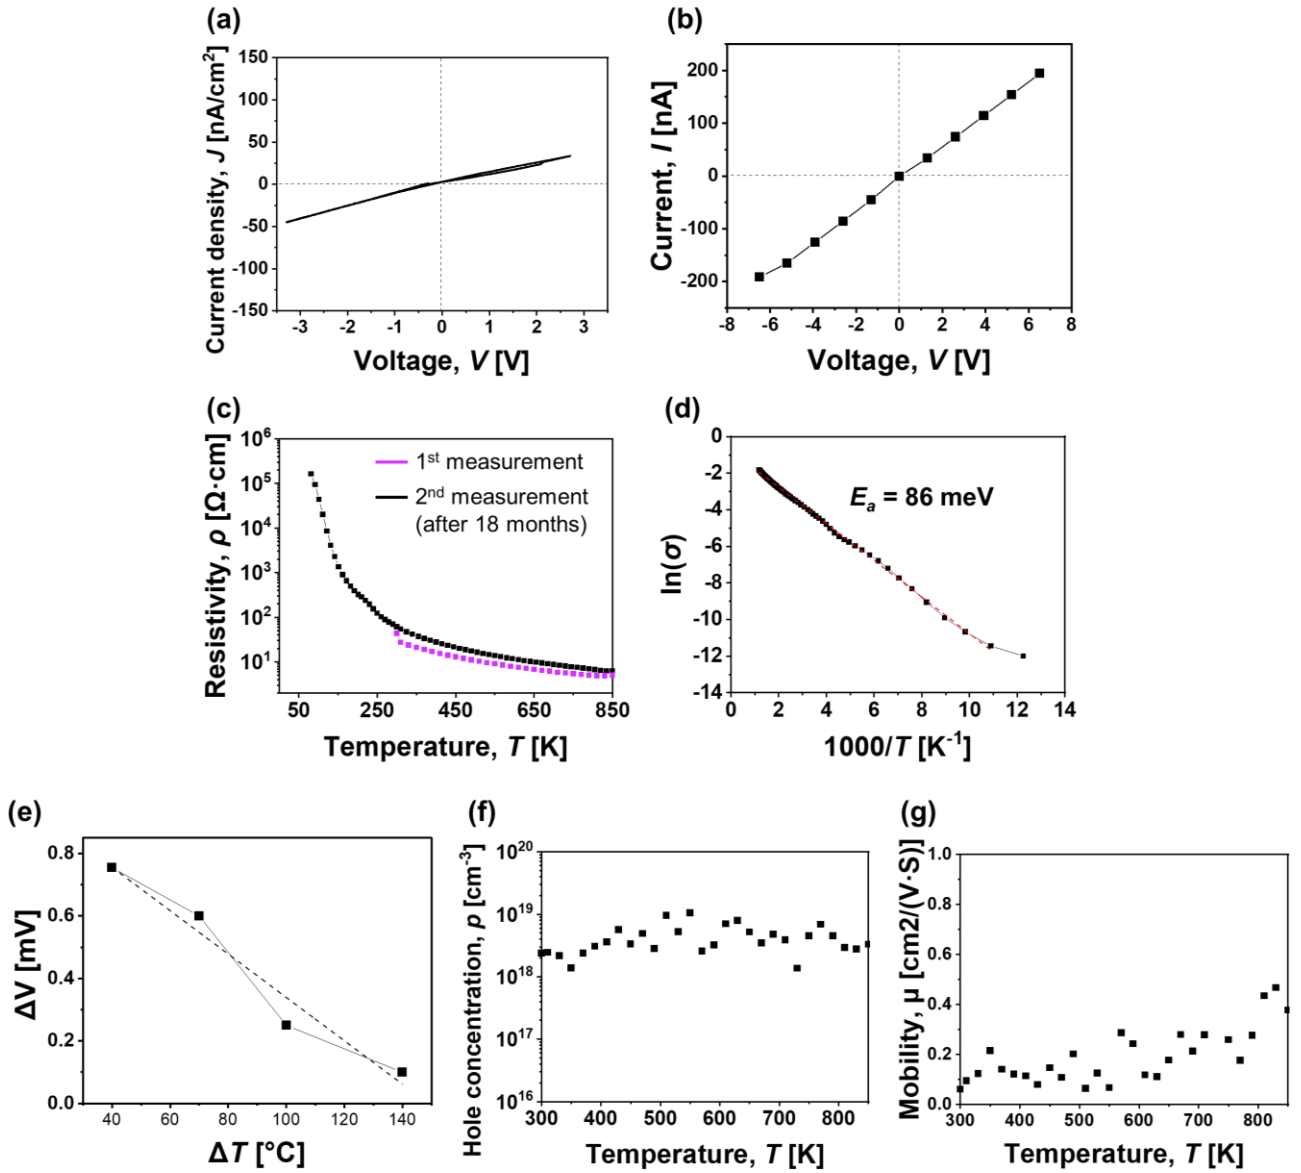 (a)
150
100
50
0
-50
-100
-150
Current density, J [nA/cm²]
-3 -2 -1 0 1 2 3
Voltage, V [V]
(b)
200
100
0
-100
-200
Current, I [nA]
-8 -6 -4 -2 0 2 4 6 8
Voltage, V [V]
(c)
10⁶
10⁵
10⁴
10³
10²
10¹
Resistivity, ρ [Ω·cm]
1st measurement
2nd measurement
(after 18 months)
50 250 450 650 850
Temperature, T [K]
(d)
0
-2
-4
-6
-8
-10
-12
-14
ln(σ)
Eₐ = 86 meV
0 2 4 6 8 10 12 14
1000/T [K⁻¹]
(e)
0.8
0.6
0.4
0.2
0.0
ΔV [mV]
40 60 80 100 120 140
ΔT [°C]
(f)
10²⁰
10¹⁹
10¹⁸
10¹⁷
10¹⁶
Hole concentration, p [cm⁻³]
300 400 500 600 700 800
Temperature, T [K]
(g)
1.0
0.8
0.6
0.4
0.2
0.0
Mobility, μ [cm2/(V·S)]
300 400 500 600 700 800
Temperature, T [K]